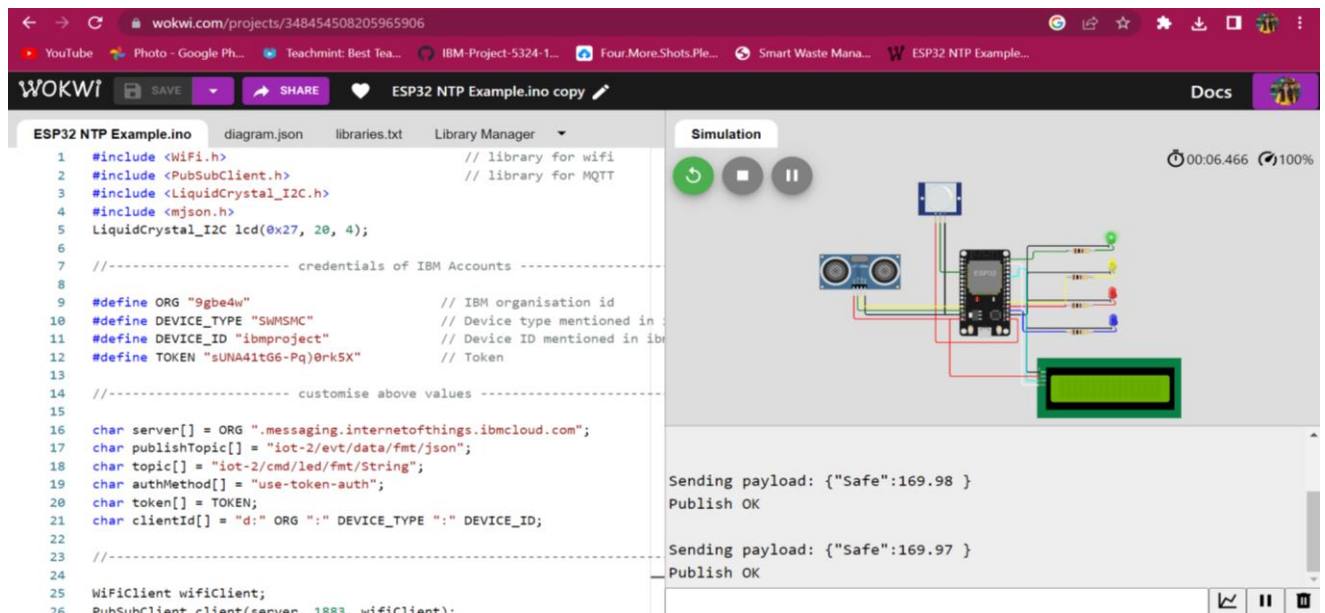 wokwi.com/projects/348454508205965906
YouTube Photo - Google Ph... Teachmint: Best Tea... IBM-Project-5324-1... Four.More.Shots.Ple... Smart Waste Mana... ESP32 NTP Example...
WOKWi SAVE SHARE ESP32 NTP Example.ino copy Docs
ESP32 NTP Example.ino diagram.json libraries.txt Library Manager
1 #include <WiFi.h> // library for wifi
2 #include <PubSubClient.h> // library for MQTT
3 #include <LiquidCrystal_I2C.h>
4 #include <mjson.h>
5 LiquidCrystal_I2C lcd(0x27, 20, 4);
6
7 //----------------------- credentials of IBM Accounts ------------------
8
9 #define ORG "9gbe4w" // IBM organisation id
10 #define DEVICE_TYPE "SWMSMC" // Device type mentioned in
11 #define DEVICE_ID "ibmproject" // Device ID mentioned in ibm
12 #define TOKEN "sUNA41tG6-Pq)0rk5X" // Token
13
14 //----------------------- customise above values -----------------------
15
16 char server[] = ORG ".messaging.internetofthings.ibmcloud.com";
17 char publishTopic[] = "iot-2/evt/data/fmt/json";
18 char topic[] = "iot-2/cmd/led/fmt/String";
19 char authMethod[] = "use-token-auth";
20 char token[] = TOKEN;
21 char clientId[] = "d:" ORG ":" DEVICE_TYPE ":" DEVICE_ID;
22
23 //----------------------------------------------------------------------
24
25 WiFiClient wifiClient;
26 PubSubClient client(server, 1883, wifiClient);
Simulation
00:06.466 100%
ESP32
Sending payload: {"Safe":169.98 }
Publish OK
Sending payload: {"Safe":169.97 }
Publish OK